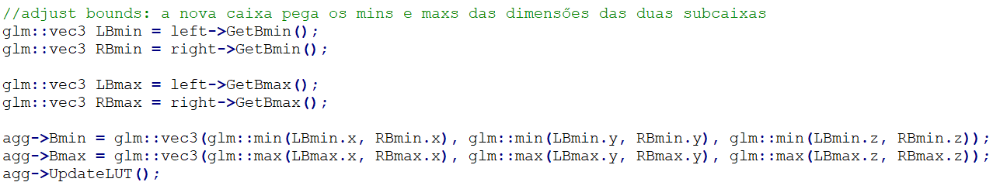 //adjust bounds: a nova caixa pega os mins e maxs das dimensões das duas subcaixas
glm::vec3 LBmin = left->GetBmin();
glm::vec3 RBmin = right->GetBmin();
glm::vec3 LBmax = left->GetBmax();
glm::vec3 RBmax = right->GetBmax();
agg->Bmin = glm::vec3(glm::min(LBmin.x, RBmin.x), glm::min(LBmin.y, RBmin.y), glm::min(LBmin.z, RBmin.z));
agg->Bmax = glm::vec3(glm::max(LBmax.x, RBmax.x), glm::max(LBmax.y, RBmax.y), glm::max(LBmax.z, RBmax.z));
agg->UpdateLUT();